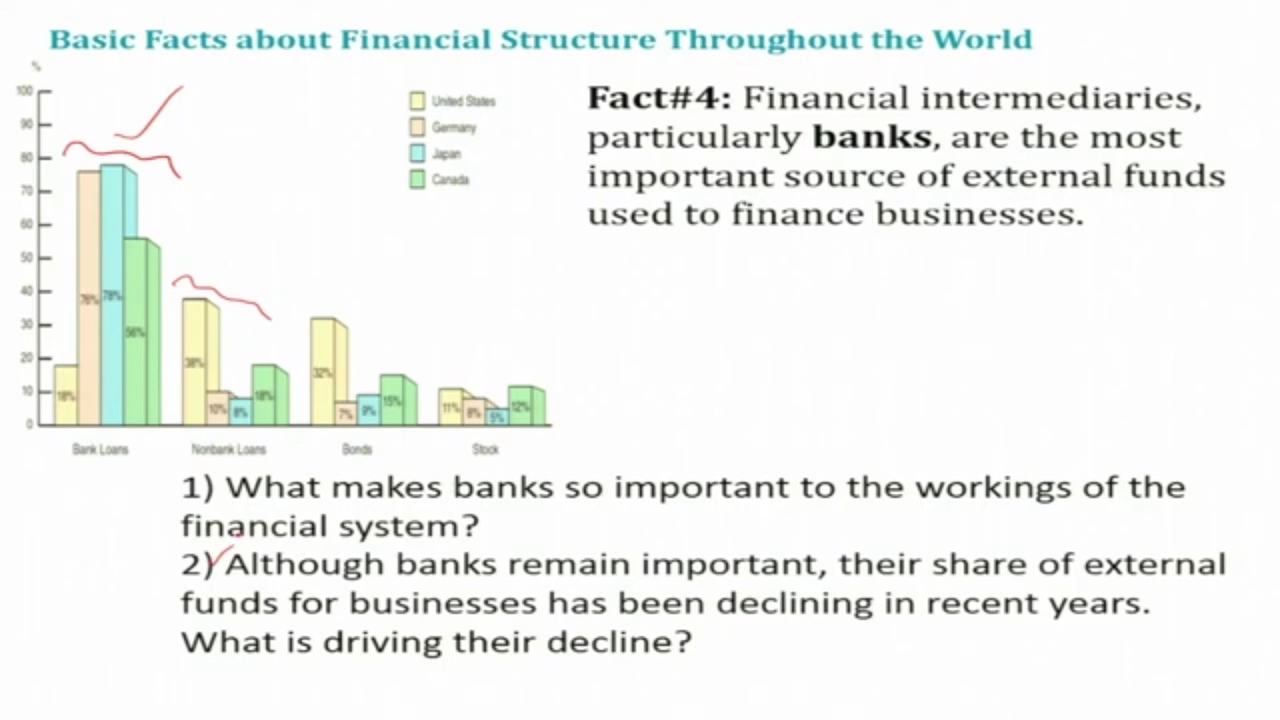 Basic Facts about Financial Structure Throughout the World
%
100
90
80
70
60
50
40
30
20
10
0
United States
Germany
Japan
Canada
18%
76%
78%
56%
38%
10%
8%
18%
32%
7%
9%
15%
11%
8%
5%
12%
Bank Loans
Nonbank Loans
Bonds
Stock
Fact#4: Financial intermediaries,
particularly banks, are the most
important source of external funds
used to finance businesses.
1) What makes banks so important to the workings of the
financial system?
2) Although banks remain important, their share of external
funds for businesses has been declining in recent years.
What is driving their decline?